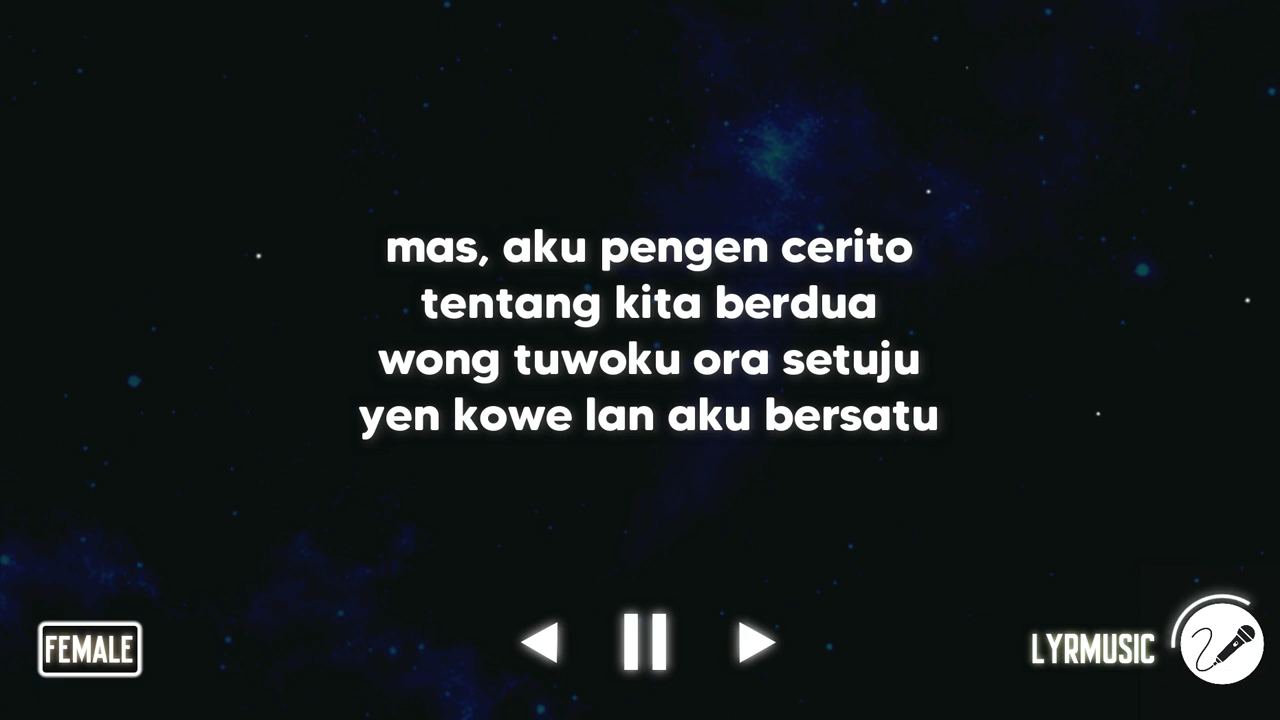 mas, aku pengen cerito
tentang kita berdua
wong tuwoku ora setuju
yen kowe lan aku bersatu
FEMALE
LYRMUSIC